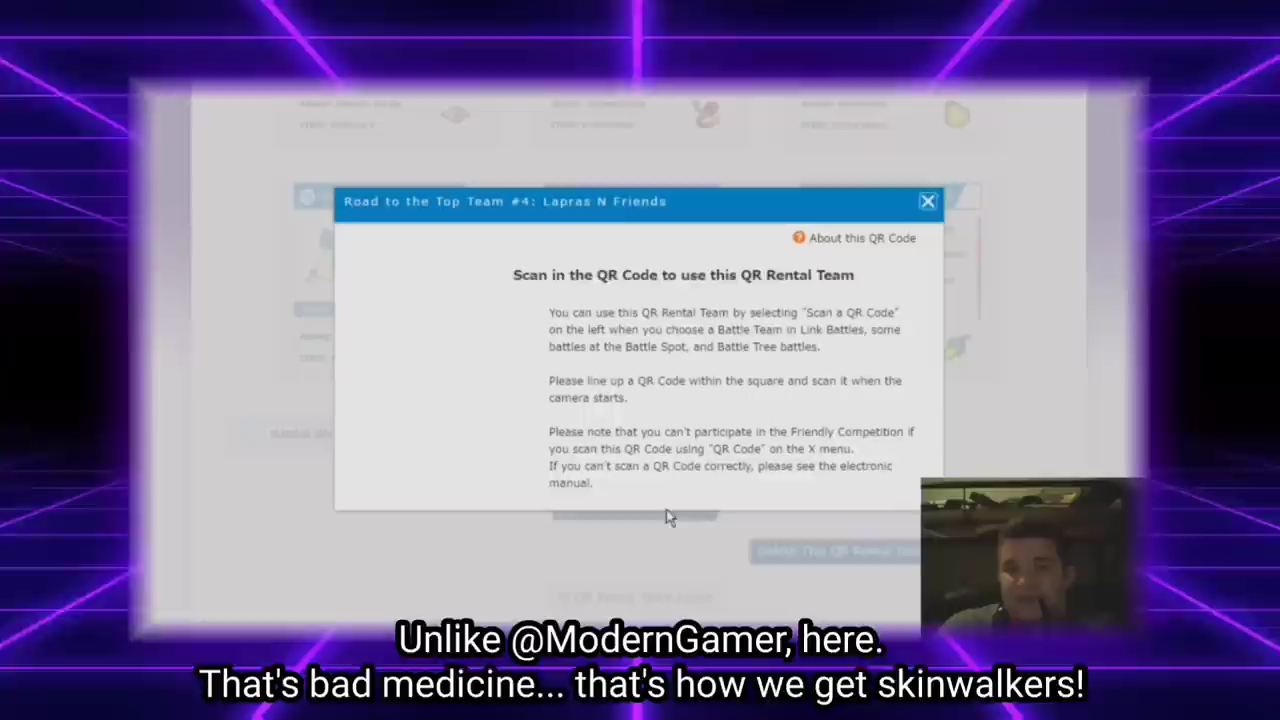 Road to the Top Team #4: Lapras N Friends
About this QR Code
Scan in the QR Code to use this QR Rental Team
You can use this QR Rental Team by selecting "Scan a QR Code"
on the left when you choose a Battle Team in Link Battles, some
battles at the Battle Spot, and Battle Tree battles.
Please line up a QR Code within the square and scan it when the
camera starts.
Please note that you can't participate in the Friendly Competition if
you scan this QR Code using "QR Code" on the X menu.
If you can't scan a QR Code correctly, please see the electronic
manual.
Unlike @ModernGamer, here.
That's bad medicine... that's how we get skinwalkers!